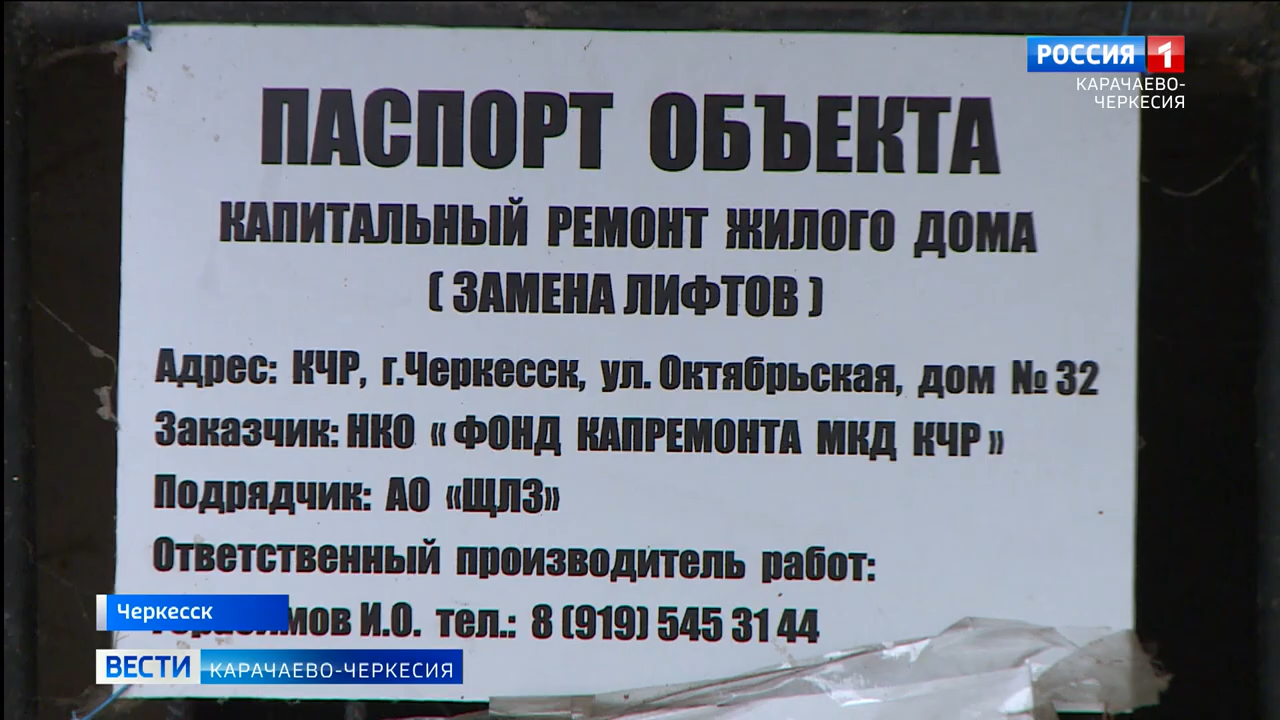 РОССИЯ 1
КАРАЧАЕВО-
ЧЕРКЕСИЯ
ПАСПОРТ ОБЪЕКТА
КАПИТАЛЬНЫЙ РЕМОНТ ЖИЛОГО ДОМА
( ЗАМЕНА ЛИФТОВ )
Адрес: КЧР, г.Черкесск, ул. Октябрьская, дом № 32
Заказчик: НКО « ФОНД КАПРЕМОНТА МКД КЧР »
Подрядчик: АО «ЩЛЗ»
Ответственный производитель работ:
И.О. тел.: 8 (919) 545 31 44
Черкесск
ВЕСТИ КАРАЧАЕВО-ЧЕРКЕСИЯ